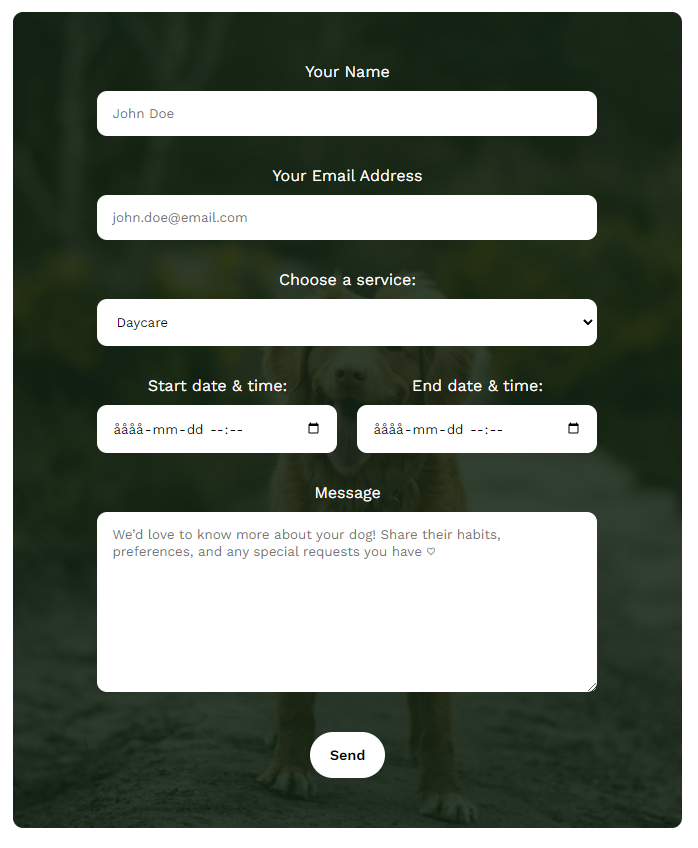 Your Name
John Doe
Your Email Address
john.doe@email.com
Choose a service:
Daycare
Start date & time:
End date & time:
åååå-mm-dd --:--
åååå-mm-dd --:--
Message
We’d love to know more about your dog! Share their habits,
preferences, and any special requests you have ♡
Send